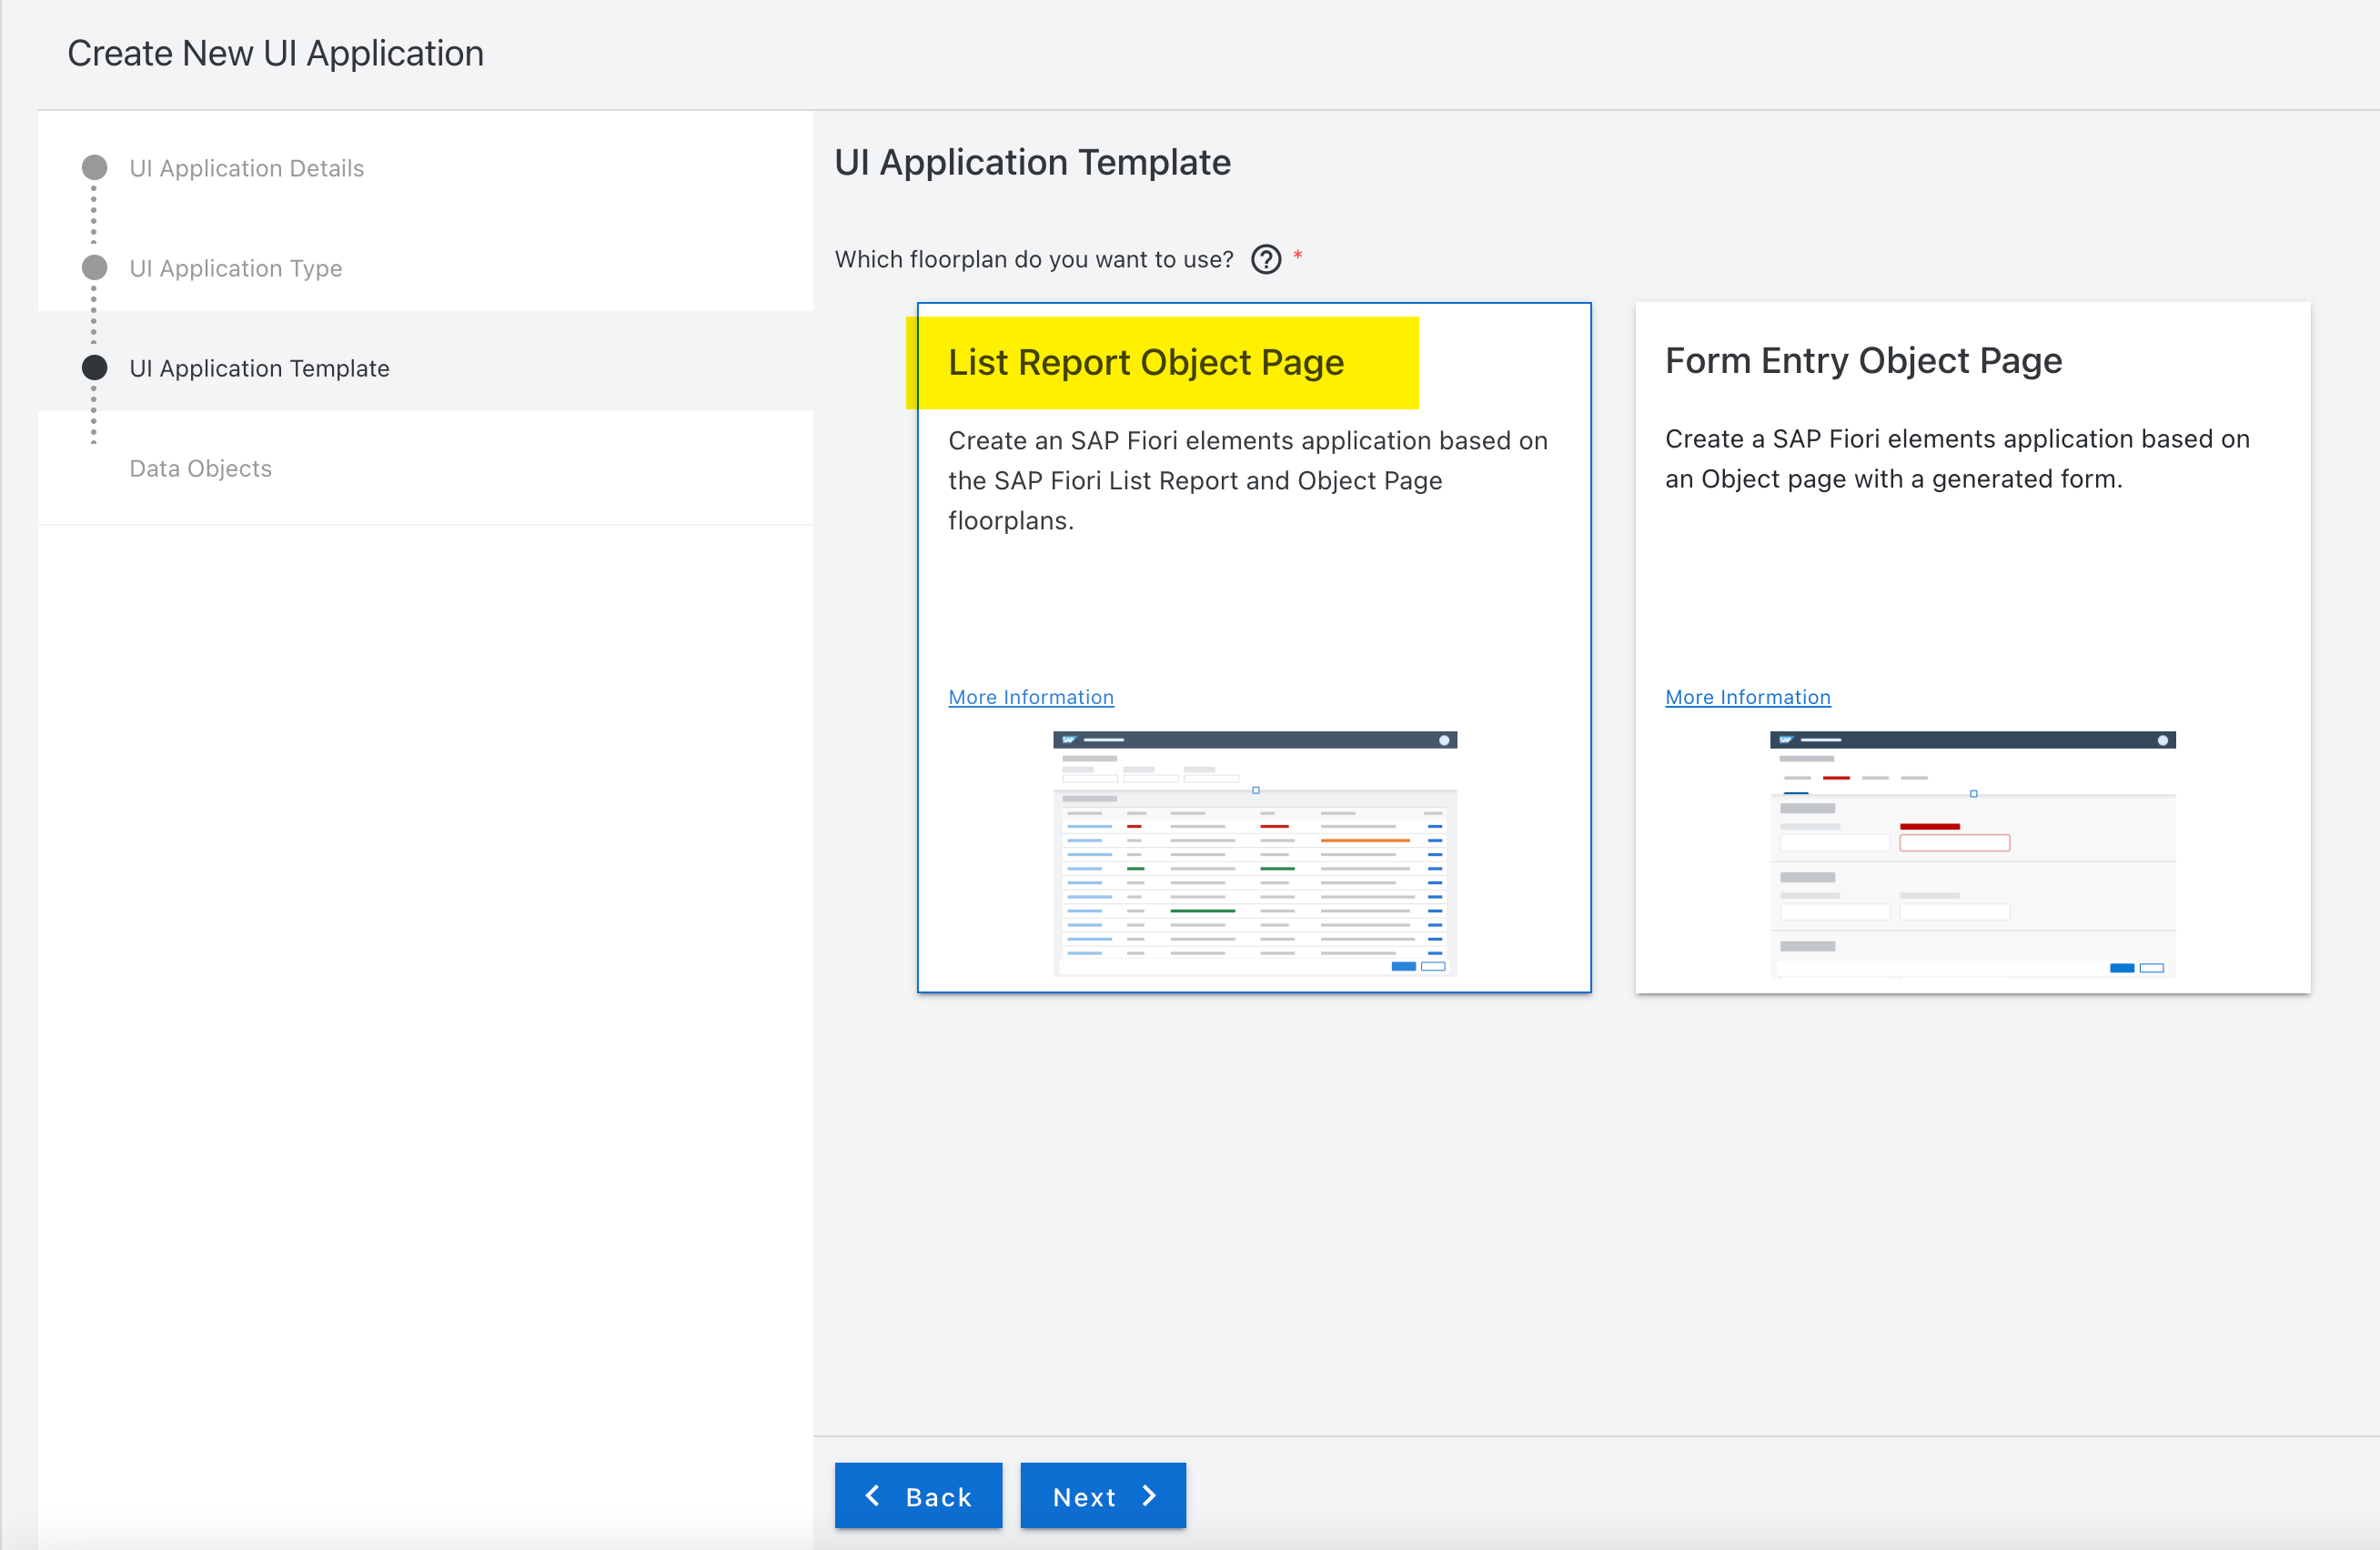 Create New UI Application
UI Application Details
UI Application Type
UI Application Template
Data Objects
UI Application Template
Which floorplan do you want to use? ? *
List Report Object Page
Create an SAP Fiori elements application based on
the SAP Fiori List Report and Object Page
floorplans.
More Information
SAP
Form Entry Object Page
Create a SAP Fiori elements application based on
an Object page with a generated form.
More Information
SAP
Back
Next